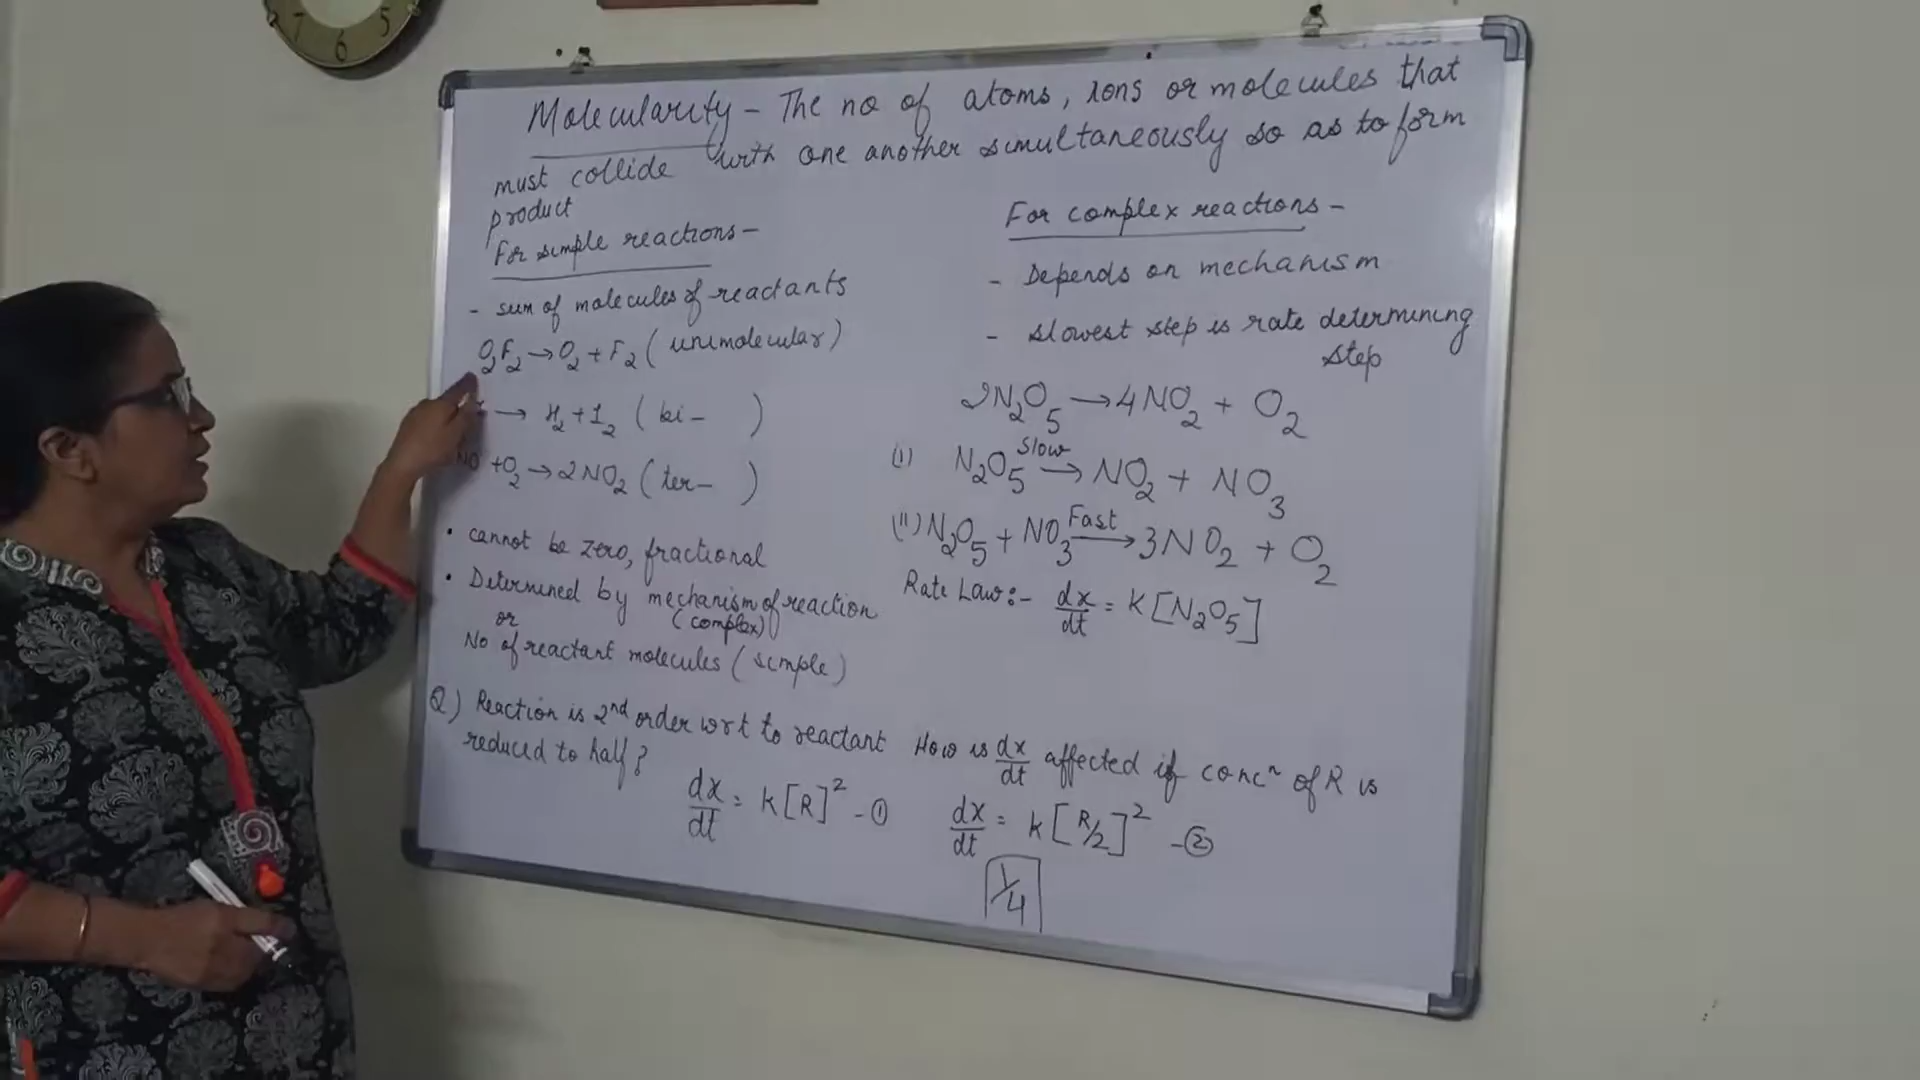 7 6 5
Molecularity - The no of atoms, ions or molecules that
must collide with one another simultaneously so as to form
product
For simple reactions -
- sum of molecules of reactants
O₂F₂ → O₂ + F₂ (unimolecular)
→ H₂ + I₂ (bi- )
NO + O₂ → 2NO₂ (ter- )
• cannot be zero, fractional
• Determined by mechanism of reaction
or (complex)
No of reactant molecules (simple)
For complex reactions -
- Depends on mechanism
- slowest step is rate determining
step
2N₂O₅ → 4NO₂ + O₂
(I) N₂O₅ Slow→ NO₂ + NO₃
(II) N₂O₅ + NO₃ Fast→ 3NO₂ + O₂
Rate Law:- dx/dt = K[N₂O₅]
Q) Reaction is 2nd order wrt to reactant How is dx/dt affected if concⁿ of R is
reduced to half?
dx/dt = K[R]² - ① dx/dt = K[R/2]² - ②
1/4